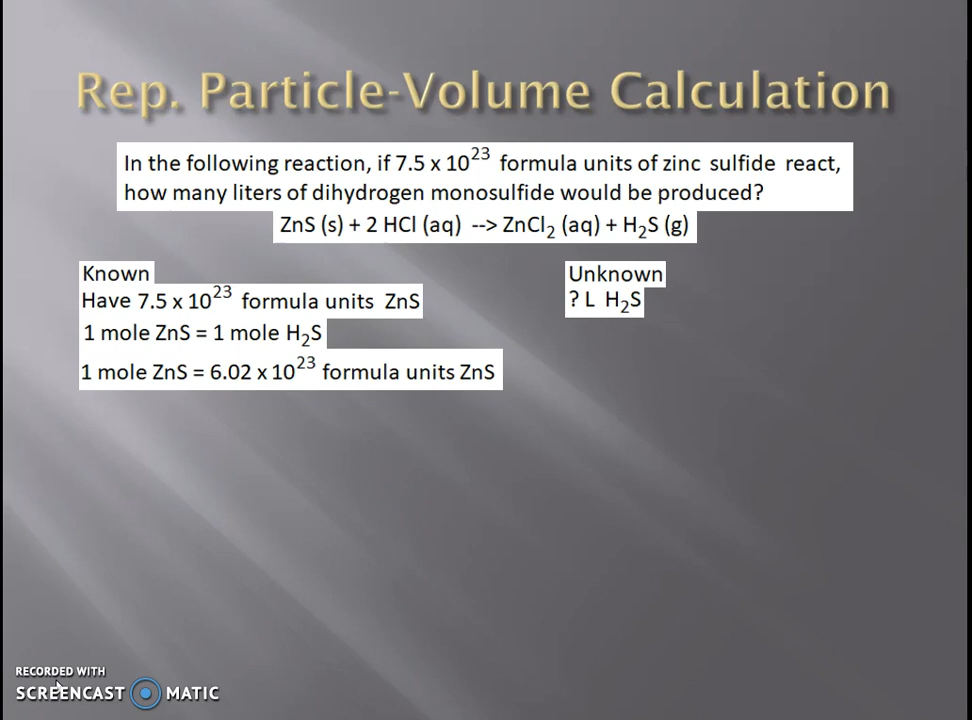 Rep. Particle-Volume Calculation
In the following reaction, if 7.5 x 10²³ formula units of zinc sulfide react,
how many liters of dihydrogen monosulfide would be produced?
ZnS (s) + 2 HCl (aq) --> ZnCl₂ (aq) + H₂S (g)
Known
Have 7.5 x 10²³ formula units ZnS
1 mole ZnS = 1 mole H₂S
1 mole ZnS = 6.02 x 10²³ formula units ZnS
Unknown
? L H₂S
RECORDED WITH
SCREENCAST MATIC